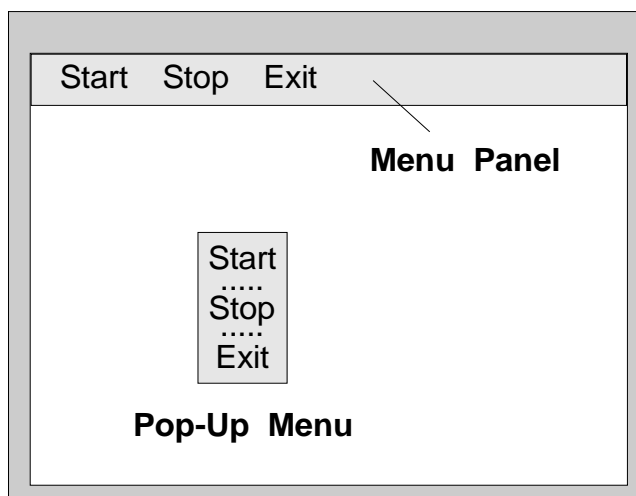 Start Stop Exit
Menu Panel
Start
.....
Stop
.....
Exit
Pop-Up Menu